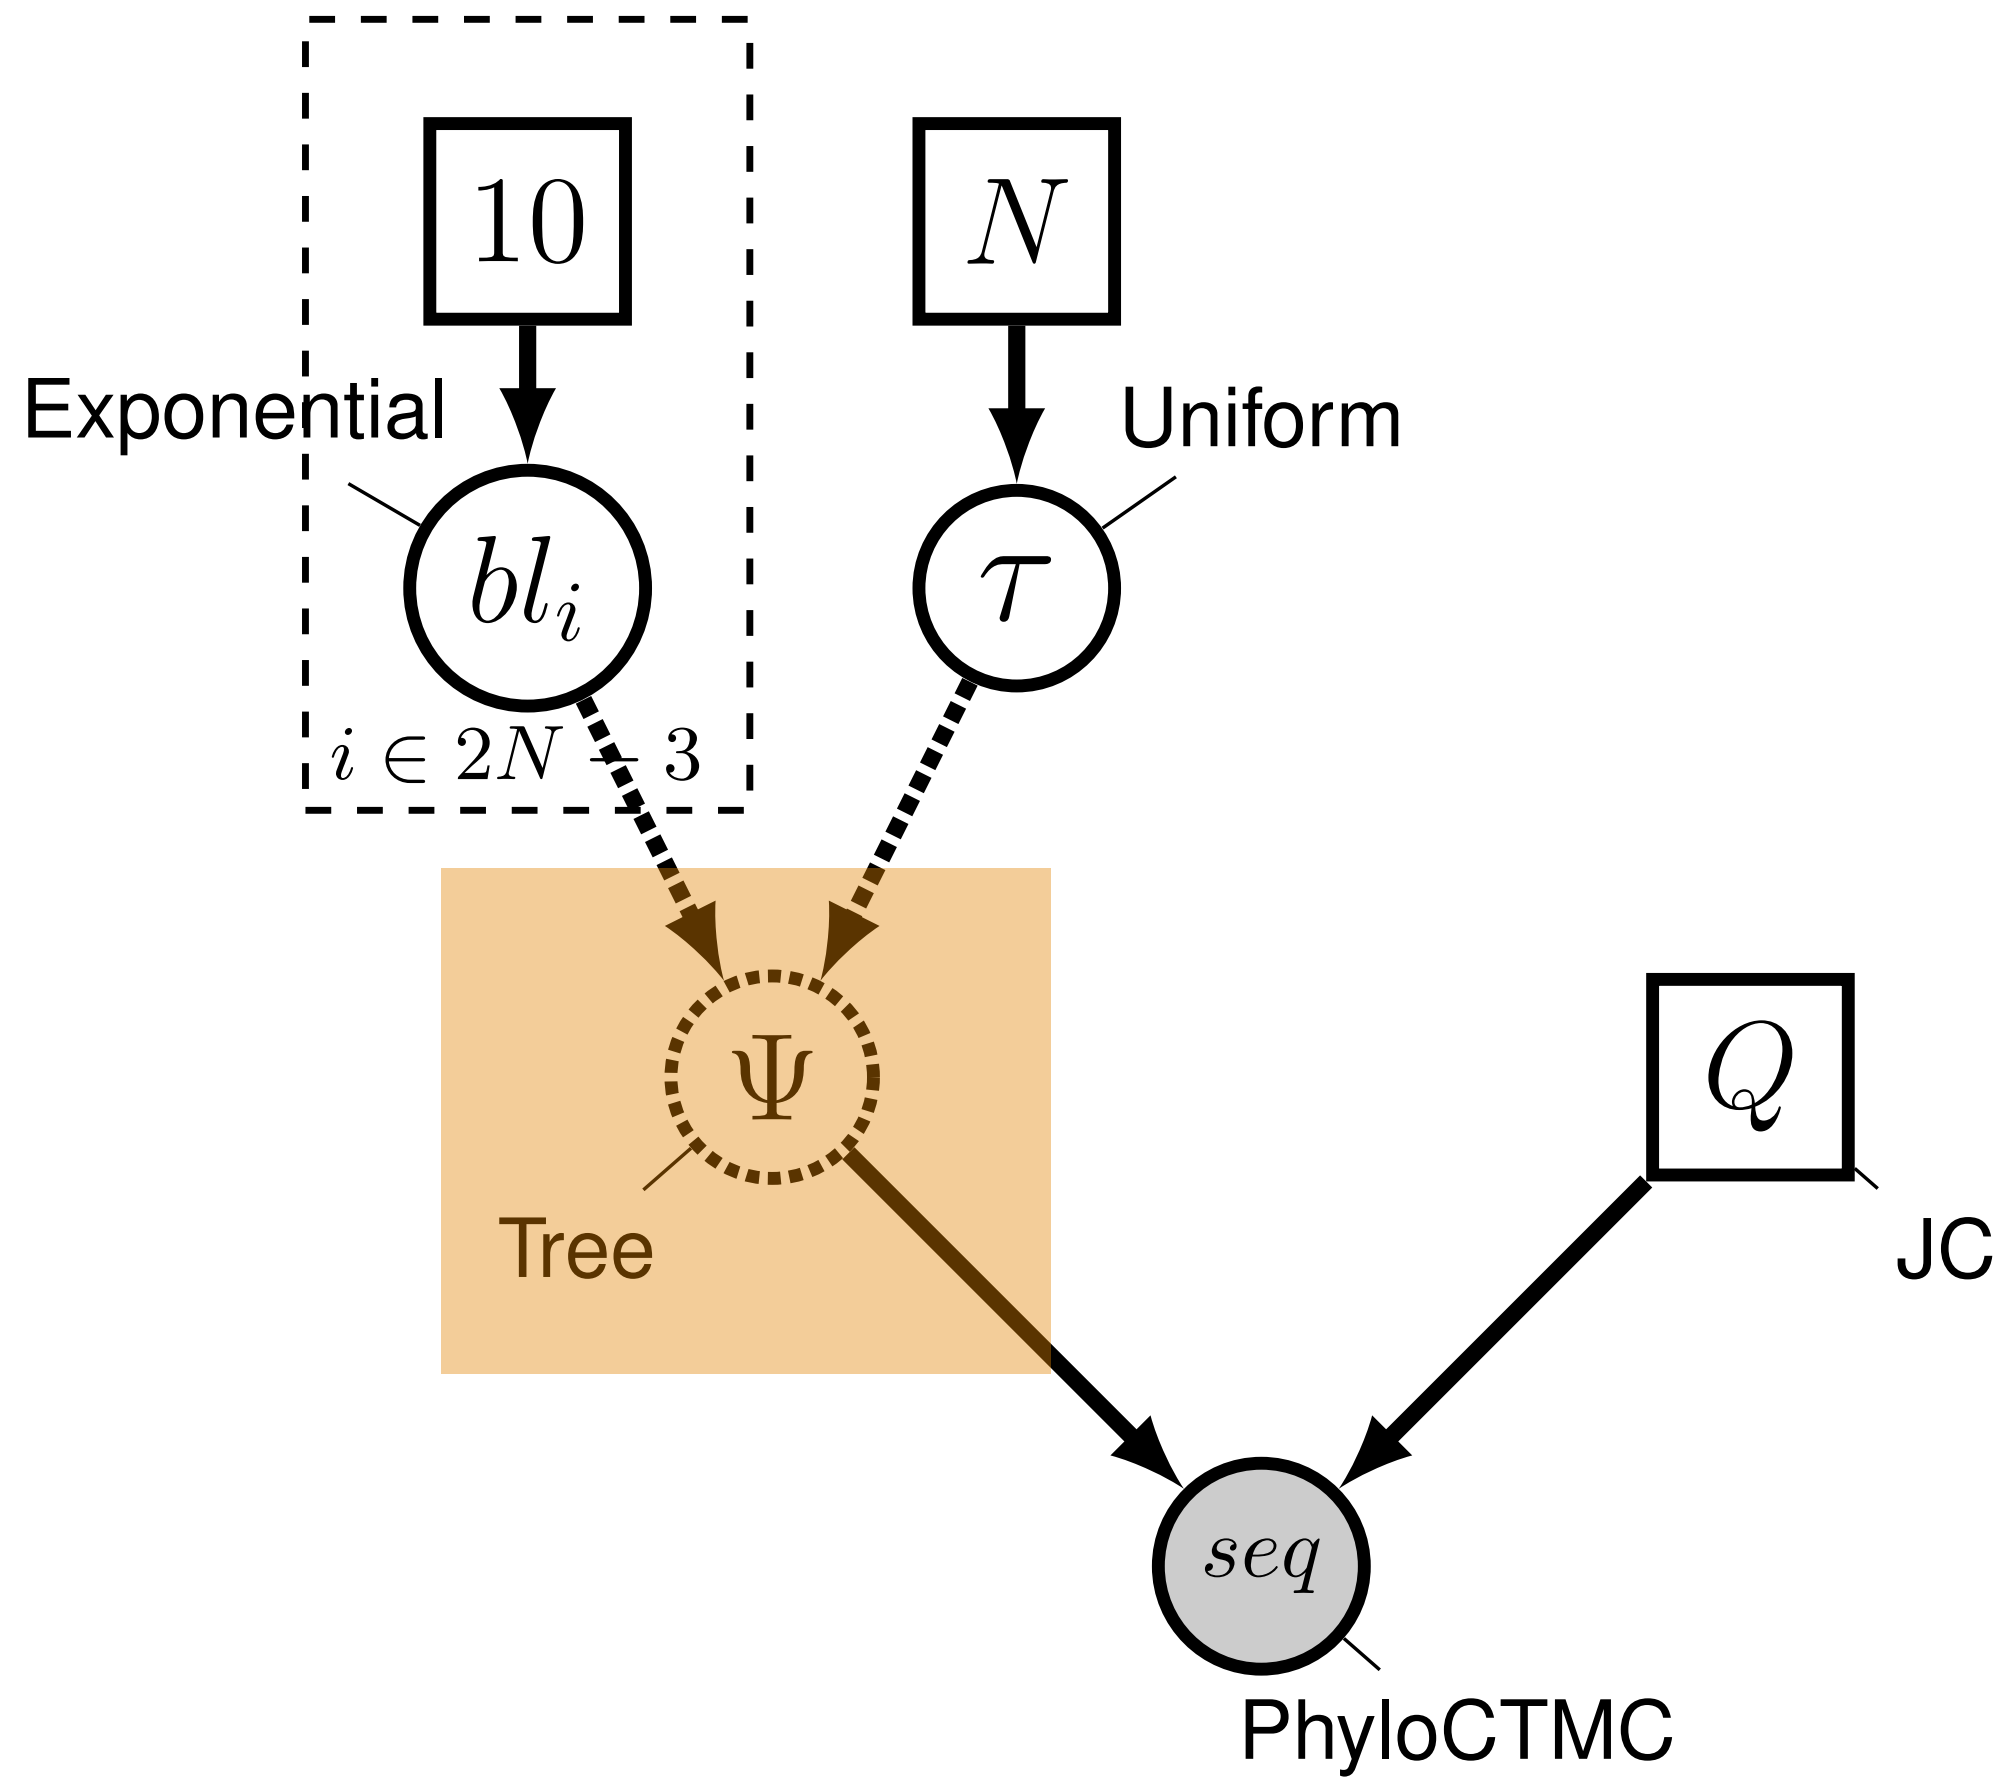 10
N
Exponential
Uniform
bl_i
τ
i ∈ 2N − 3
Ψ
Q
Tree
JC
seq
PhyloCTMC